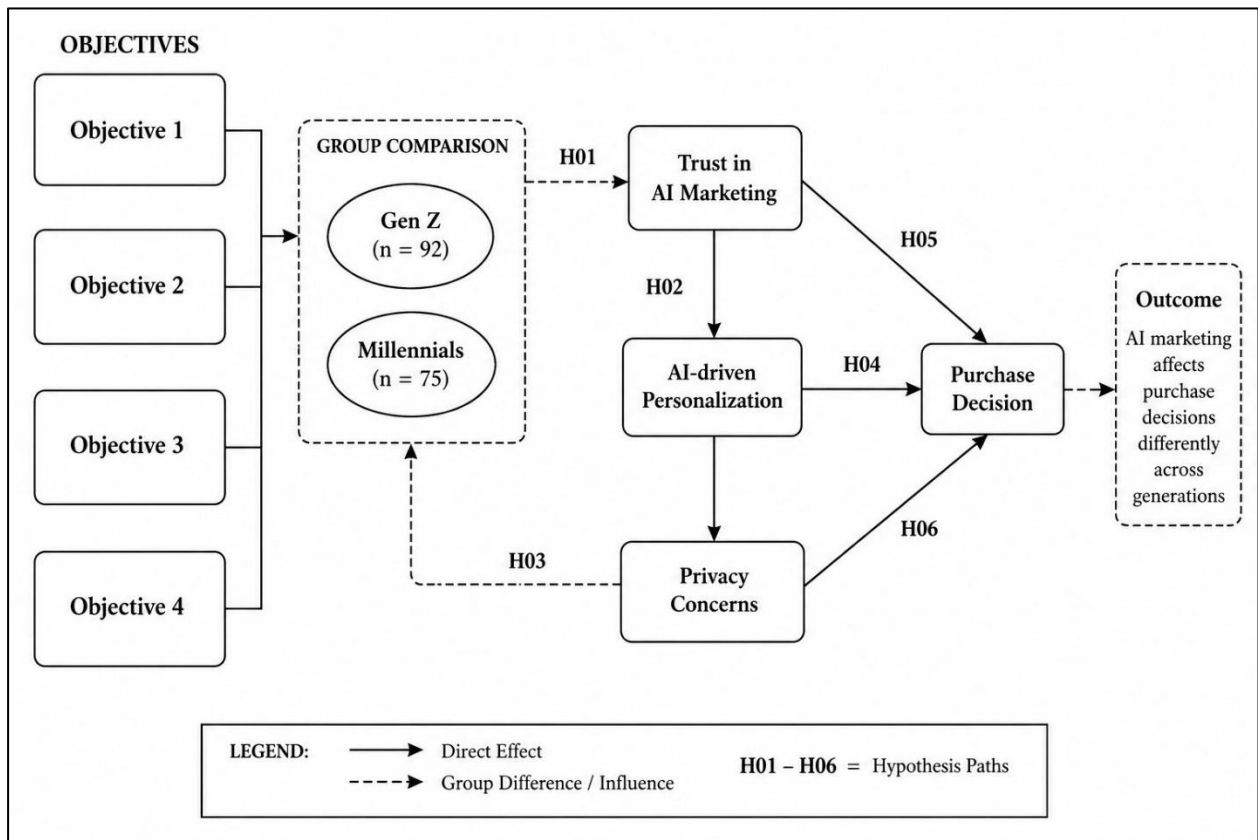 OBJECTIVES
Objective 1
Objective 2
Objective 3
Objective 4
GROUP COMPARISON
Gen Z
(n = 92)
Millennials
(n = 75)
H01
Trust in
AI Marketing
H02
AI-driven
Personalization
H03
Privacy
Concerns
H05
H04
H06
Purchase
Decision
Outcome
AI marketing
affects
purchase
decisions
differently
across
generations
LEGEND:
Direct Effect
Group Difference / Influence
H01 – H06 = Hypothesis Paths